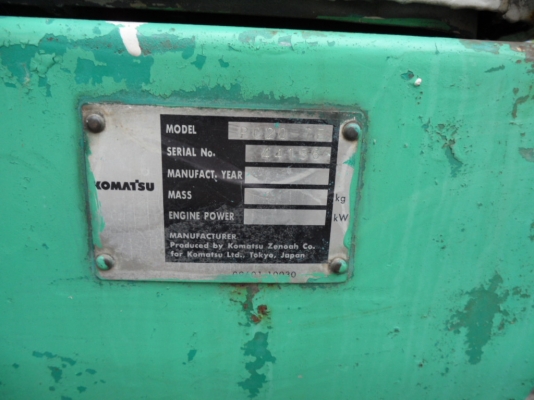 MODEL
SERIAL No.
MANUFACT. YEAR
KOMATSU
MASS kg
ENGINE POWER kW
MANUFACTURER
Produced by Komatsu Zenoah Co.
for Komatsu Ltd., Tokyo, Japan